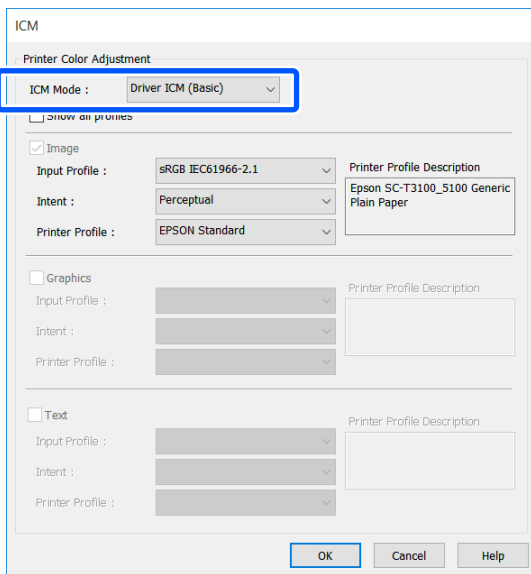 ICM
Printer Color Adjustment
ICM Mode : Driver ICM (Basic)
Show all profiles
Image
Input Profile : sRGB IEC61966-2.1 Printer Profile Description
Epson SC-T3100_5100 Generic
Plain Paper
Intent : Perceptual
Printer Profile : EPSON Standard
Graphics
Printer Profile Description
Input Profile :
Intent :
Printer Profile :
Text
Printer Profile Description
Input Profile :
Intent :
Printer Profile :
OK Cancel Help